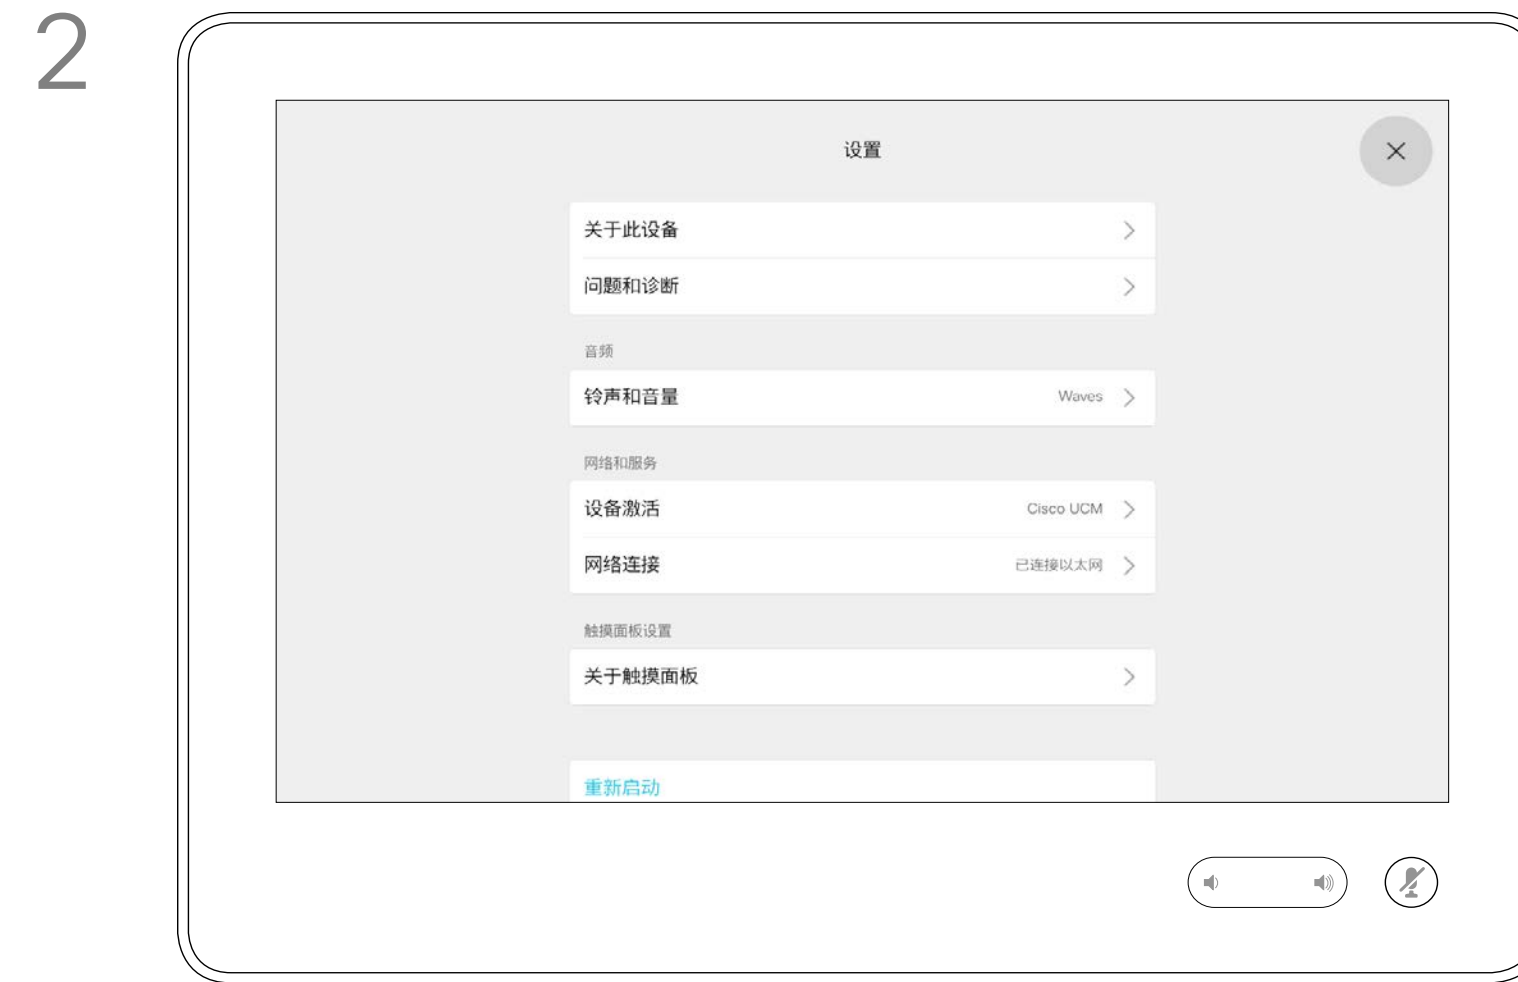 2
设置
关于此设备
问题和诊断
音频
铃声和音量 Waves
网络和服务
设备激活 Cisco UCM
网络连接 已连接以太网
触摸面板设置
关于触摸面板
重新启动